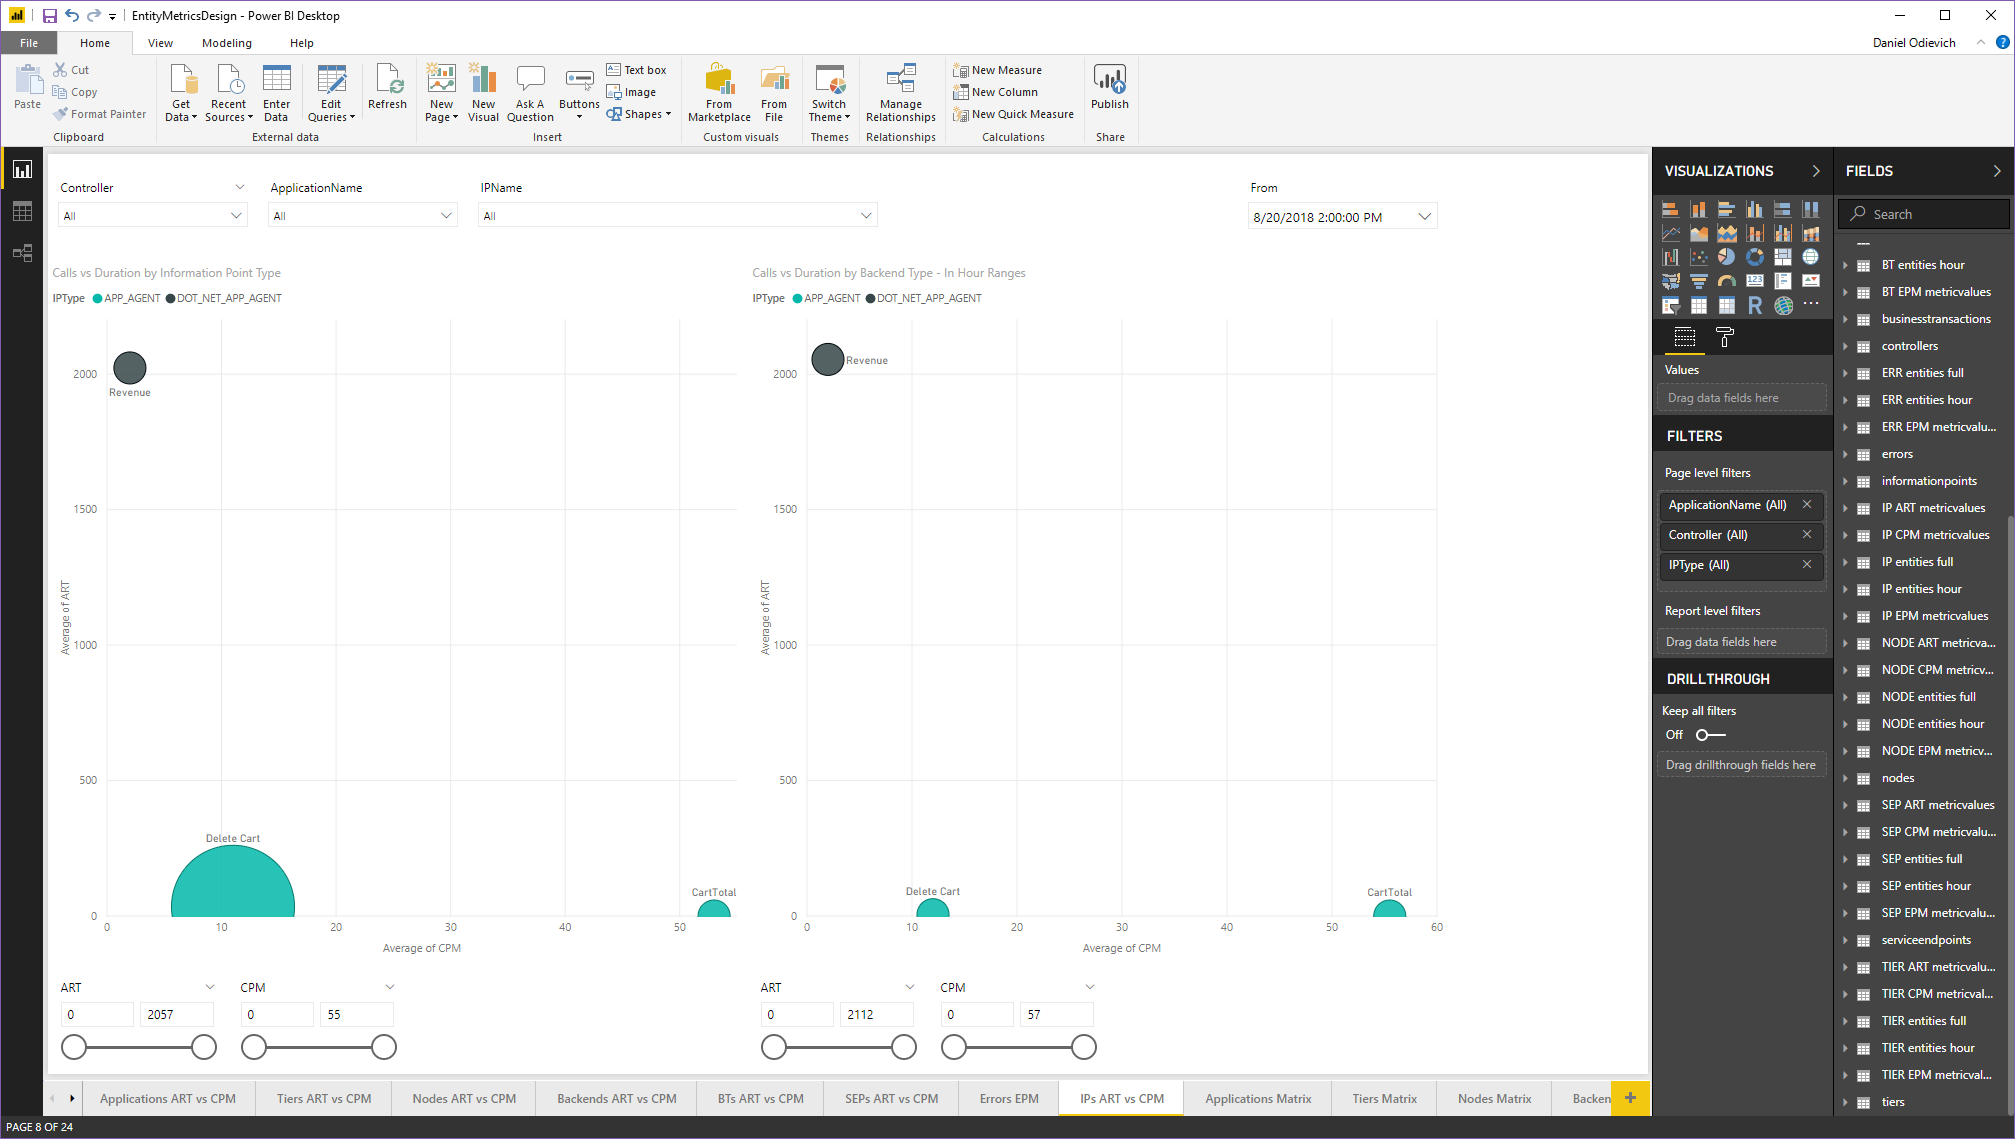 EntityMetricsDesign - Power BI Desktop
File
Home
View
Modeling
Help
Daniel Odievich
?
Paste
Cut
Copy
Format Painter
Clipboard
Get Data
Recent Sources
Enter Data
Edit Queries
Refresh
External data
New Page
New Visual
Ask A Question
Buttons
Text box
Image
Shapes
Insert
From Marketplace
From File
Custom visuals
Switch Theme
Themes
Manage Relationships
Relationships
New Measure
New Column
New Quick Measure
Calculations
Publish
Share
Controller
All
ApplicationName
All
IPName
All
From
8/20/2018 2:00:00 PM
Calls vs Duration by Information Point Type
IPType APP_AGENT DOT_NET_APP_AGENT
2000
1500
1000
500
0
Average of ART
Revenue
Delete Cart
CartTotal
0 10 20 30 40 50
Average of CPM
ART
0 2057
CPM
0 55
Calls vs Duration by Backend Type - In Hour Ranges
IPType APP_AGENT DOT_NET_APP_AGENT
2000
1500
1000
500
0
Average of ART
Revenue
Delete Cart
CartTotal
0 10 20 30 40 50 60
Average of CPM
ART
0 2112
CPM
0 57
VISUALIZATIONS
123
R
Values
Drag data fields here
FILTERS
Page level filters
ApplicationName (All)
Controller (All)
IPType (All)
Report level filters
Drag data fields here
DRILLTHROUGH
Keep all filters
Off
Drag drillthrough fields here
FIELDS
Search
BT entities hour
BT EPM metricvalues
businesstransactions
controllers
ERR entities full
ERR entities hour
ERR EPM metricvalu...
errors
informationpoints
IP ART metricvalues
IP CPM metricvalues
IP entities full
IP entities hour
IP EPM metricvalues
NODE ART metricva...
NODE CPM metricv...
NODE entities full
NODE entities hour
NODE EPM metricv...
nodes
SEP ART metricvalues
SEP CPM metricvalu...
SEP entities full
SEP entities hour
SEP EPM metricvalu...
serviceendpoints
TIER ART metricvalu...
TIER CPM metricval...
TIER entities full
TIER entities hour
TIER EPM metricval...
tiers
Applications ART vs CPM
Tiers ART vs CPM
Nodes ART vs CPM
Backends ART vs CPM
BTs ART vs CPM
SEPs ART vs CPM
Errors EPM
IPs ART vs CPM
Applications Matrix
Tiers Matrix
Nodes Matrix
Backen
+
PAGE 8 OF 24